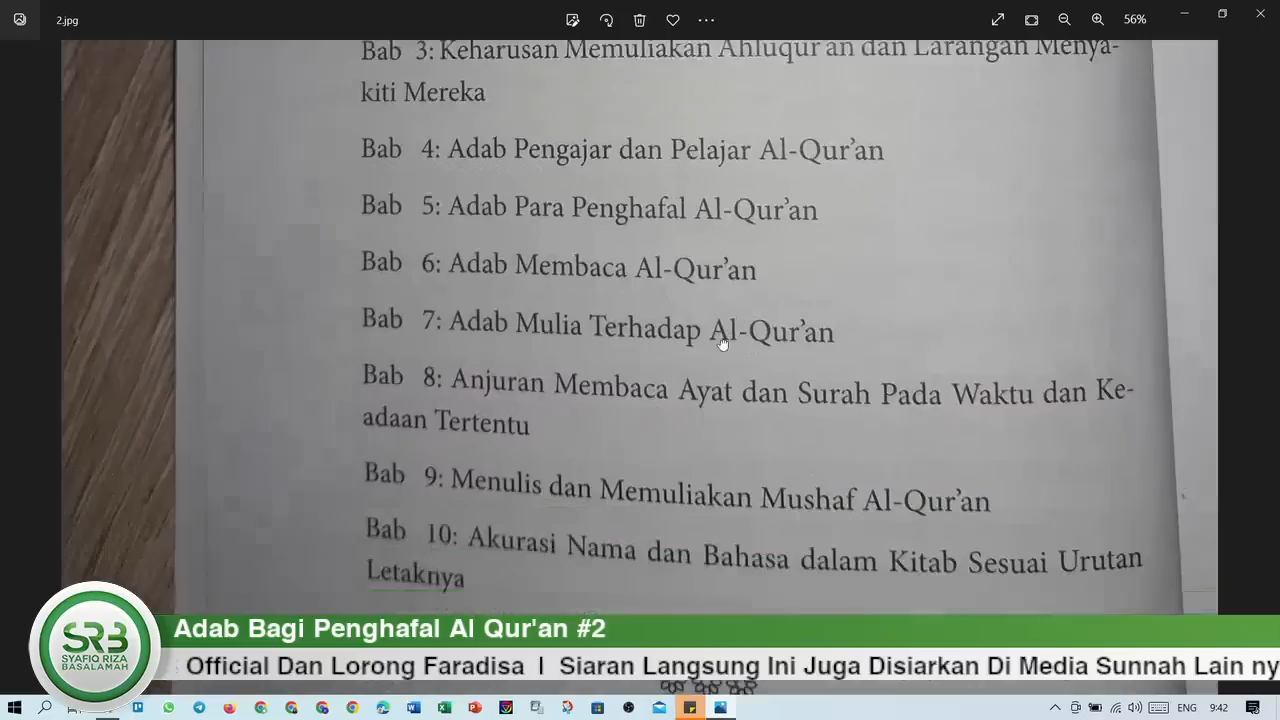 2.jpg
56%
Bab 3: Keharusan Memuliakan Ahluqur'an dan Larangan Menya-
kiti Mereka
Bab 4: Adab Pengajar dan Pelajar Al-Qur'an
Bab 5: Adab Para Penghafal Al-Qur'an
Bab 6: Adab Membaca Al-Qur'an
Bab 7: Adab Mulia Terhadap Al-Qur'an
Bab 8: Anjuran Membaca Ayat dan Surah Pada Waktu dan Ke-
adaan Tertentu
Bab 9: Menulis dan Memuliakan Mushaf Al-Qur'an
Bab 10: Akurasi Nama dan Bahasa dalam Kitab Sesuai Urutan
Letaknya
SRB
SYAFIQ RIZA
BASALAMAH
Adab Bagi Penghafal Al Qur'an #2
Official Dan Lorong Faradisa I Siaran Langsung Ini Juga Disiarkan Di Media Sunnah Lain ny
ENG
9:42